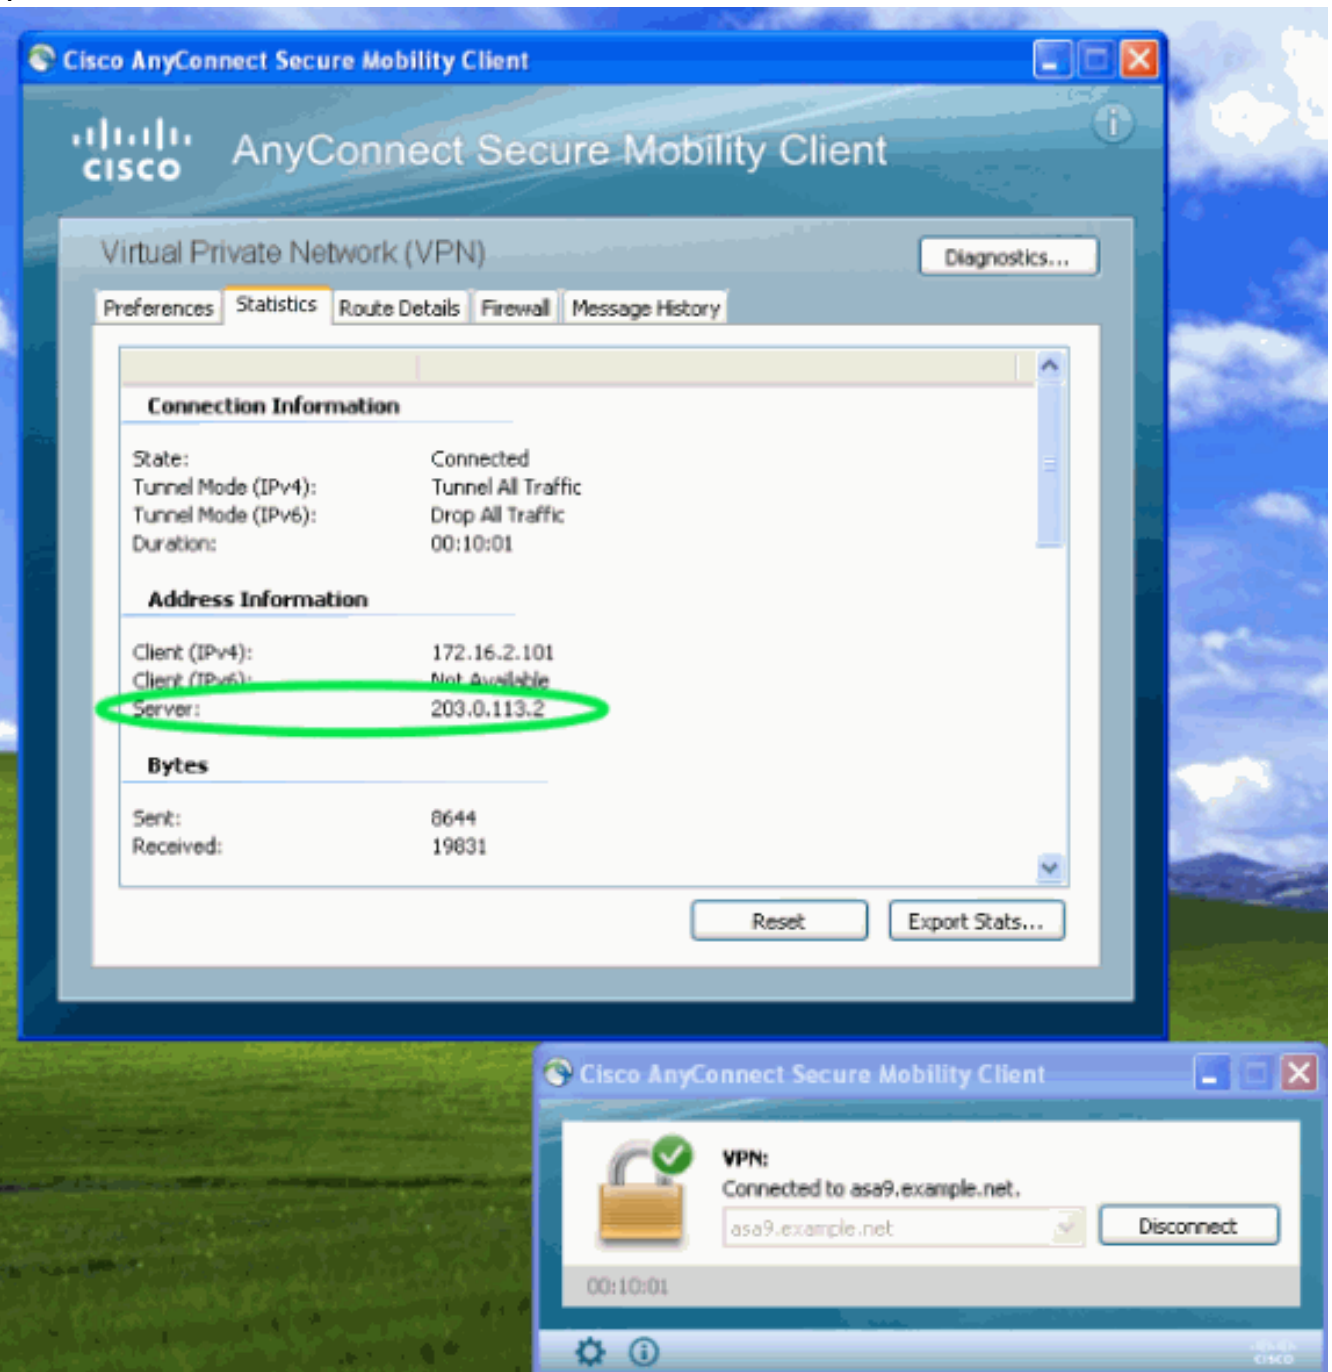 Cisco AnyConnect Secure Mobility Client
CISCO AnyConnect Secure Mobility Client
Virtual Private Network (VPN) Diagnostics...
Preferences Statistics Route Details Firewall Message History
Connection Information
State: Connected
Tunnel Mode (IPv4): Tunnel All Traffic
Tunnel Mode (IPv6): Drop All Traffic
Duration: 00:10:01
Address Information
Client (IPv4): 172.16.2.101
Client (IPv6): Not Available
Server: 203.0.113.2
Bytes
Sent: 8644
Received: 19831
Reset Export Stats...
Cisco AnyConnect Secure Mobility Client
VPN:
Connected to asa9.example.net.
asa9.example.net Disconnect
00:10:01
CISCO